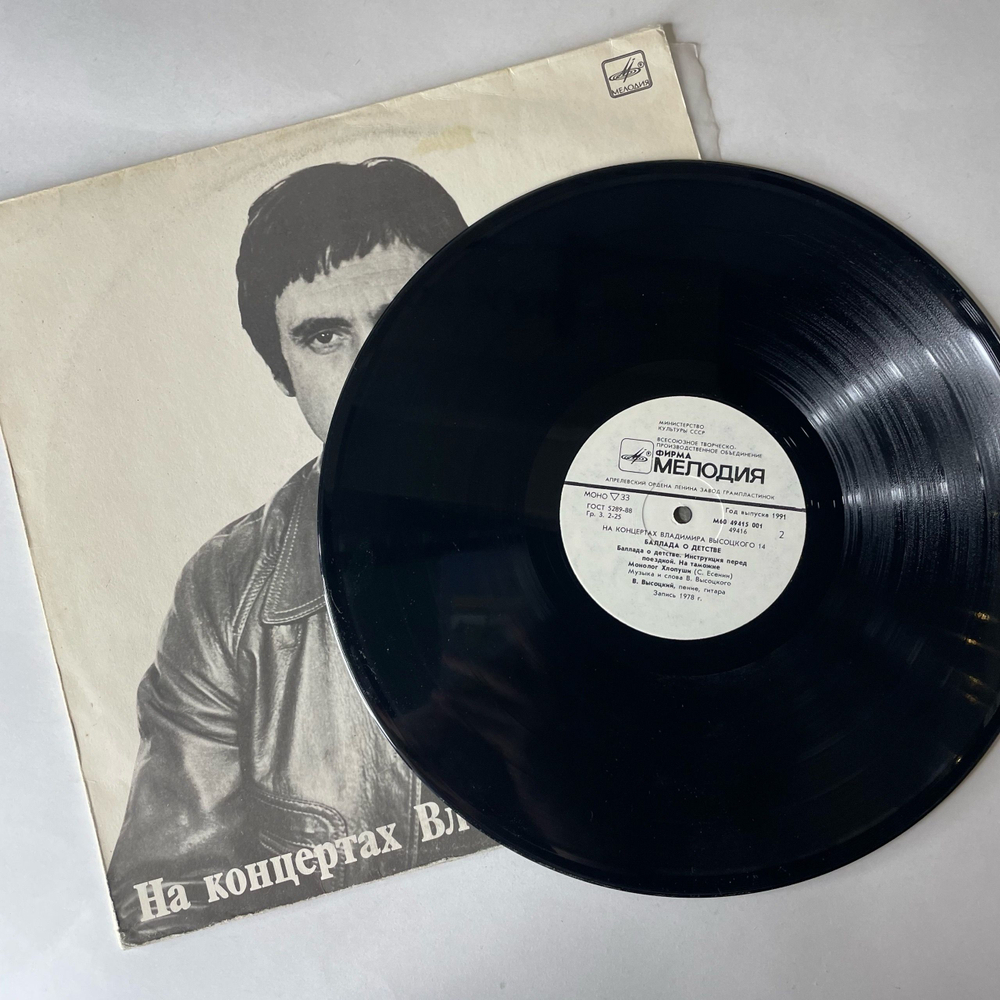 МЕЛОДИЯ
На концертах Вл
МИНИСТЕРСТВО
КУЛЬТУРЫ СССР
ВСЕСОЮЗНОЕ ТВОРЧЕСКО-
ПРОИЗВОДСТВЕННОЕ ОБЪЕДИНЕНИЕ
ФИРМА
МЕЛОДИЯ
АПРЕЛЕВСКИЙ ОРДЕНА ЛЕНИНА ЗАВОД ГРАМПЛАСТИНОК
МОНО ▽ 33
Год выпуска 1991
ГОСТ 5289-88
М60 49415 001
Гр. 3. 2-25
49416
2
НА КОНЦЕРТАХ ВЛАДИМИРА ВЫСОЦКОГО 14
БАЛЛАДА О ДЕТСТВЕ
Баллада о детстве. Инструкция перед
поездкой. На таможне
Монолог Хлопуши (С. Есенин)
Музыка и слова В. Высоцкого
В. Высоцкий, пение, гитара
Запись 1978 г.